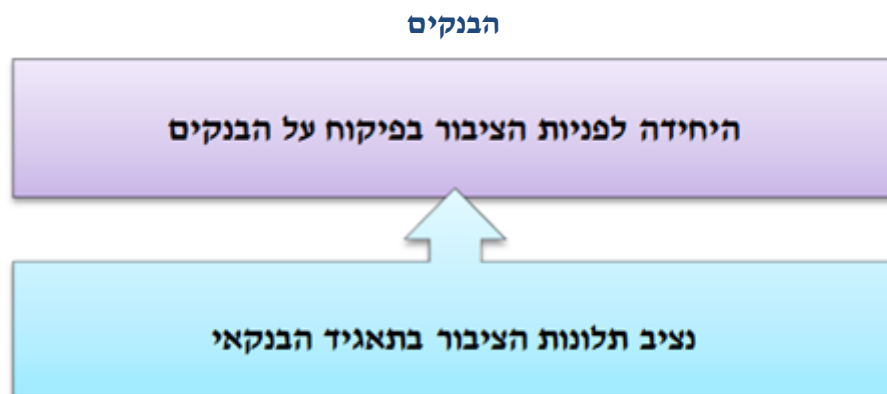 הבנקים
היחידה לפניות הציבור בפיקוח על הבנקים
נציב תלונות הציבור בתאגיד הבנקאי